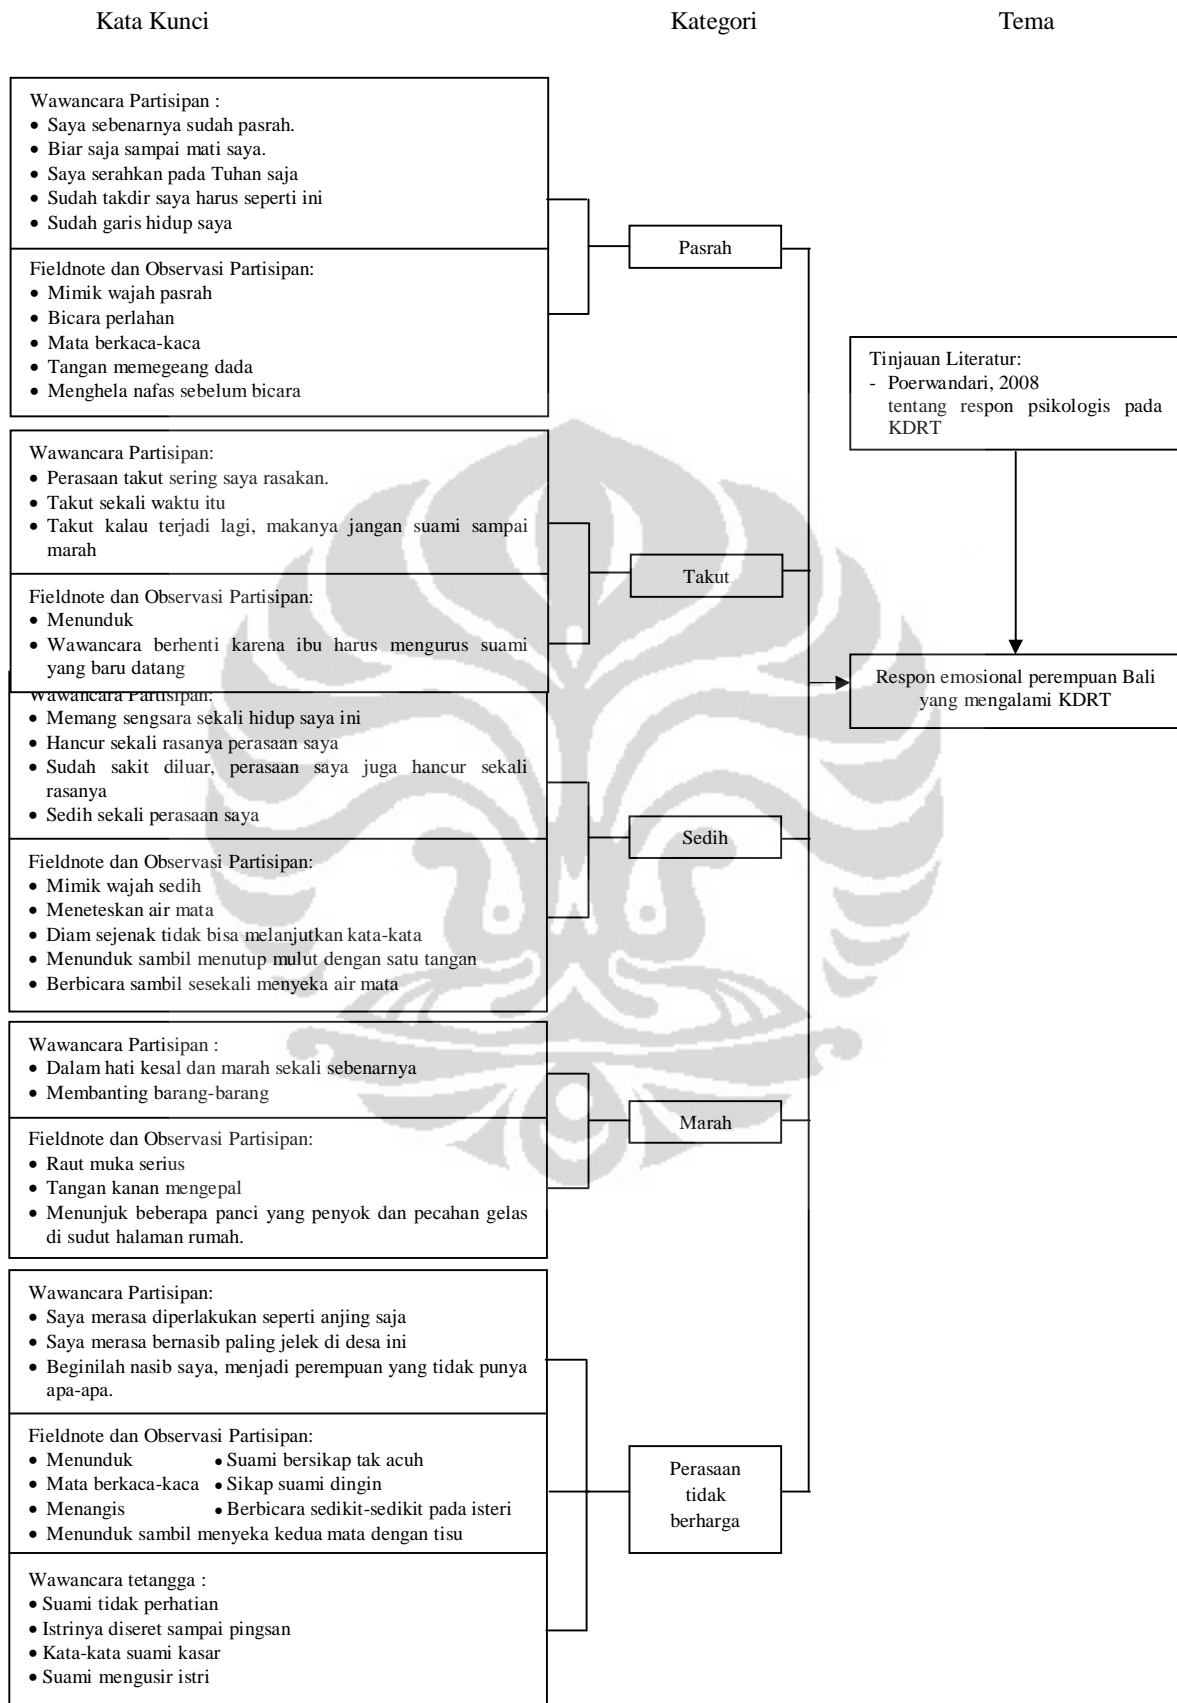 Kata Kunci
Kategori
Tema
Wawancara Partisipan :
• Saya sebenarnya sudah pasrah.
• Biar saja sampai mati saya.
• Saya serahkan pada Tuhan saja
• Sudah takdir saya harus seperti ini
• Sudah garis hidup saya
Fieldnote dan Observasi Partisipan:
• Mimik wajah pasrah
• Bicara perlahan
• Mata berkaca-kaca
• Tangan memegeang dada
• Menghela nafas sebelum bicara
Pasrah
Wawancara Partisipan:
• Perasaan takut sering saya rasakan.
• Takut sekali waktu itu
• Takut kalau terjadi lagi, makanya jangan suami sampai
marah
Fieldnote dan Observasi Partisipan:
• Menunduk
• Wawancara berhenti karena ibu harus mengurus suami
yang baru datang
Takut
Wawancara Partisipan:
• Memang sengsara sekali hidup saya ini
• Hancur sekali rasanya perasaan saya
• Sudah sakit diluar, perasaan saya juga hancur sekali
rasanya
• Sedih sekali perasaan saya
Fieldnote dan Observasi Partisipan:
• Mimik wajah sedih
• Meneteskan air mata
• Diam sejenak tidak bisa melanjutkan kata-kata
• Menunduk sambil menutup mulut dengan satu tangan
• Berbicara sambil sesekali menyeka air mata
Sedih
Wawancara Partisipan :
• Dalam hati kesal dan marah sekali sebenarnya
• Membanting barang-barang
Fieldnote dan Observasi Partisipan:
• Raut muka serius
• Tangan kanan mengepal
• Menunjuk beberapa panci yang penyok dan pecahan gelas
di sudut halaman rumah.
Marah
Wawancara Partisipan:
• Saya merasa diperlakukan seperti anjing saja
• Saya merasa bernasib paling jelek di desa ini
• Beginilah nasib saya, menjadi perempuan yang tidak punya
apa-apa.
Fieldnote dan Observasi Partisipan:
• Menunduk • Suami bersikap tak acuh
• Mata berkaca-kaca • Sikap suami dingin
• Menangis • Berbicara sedikit-sedikit pada isteri
• Menunduk sambil menyeka kedua mata dengan tisu
Wawancara tetangga :
• Suami tidak perhatian
• Istrinya diseret sampai pingsan
• Kata-kata suami kasar
• Suami mengusir istri
Perasaan
tidak
berharga
Tinjauan Literatur:
- Poerwandari, 2008
tentang respon psikologis pada
KDRT
Respon emosional perempuan Bali
yang mengalami KDRT